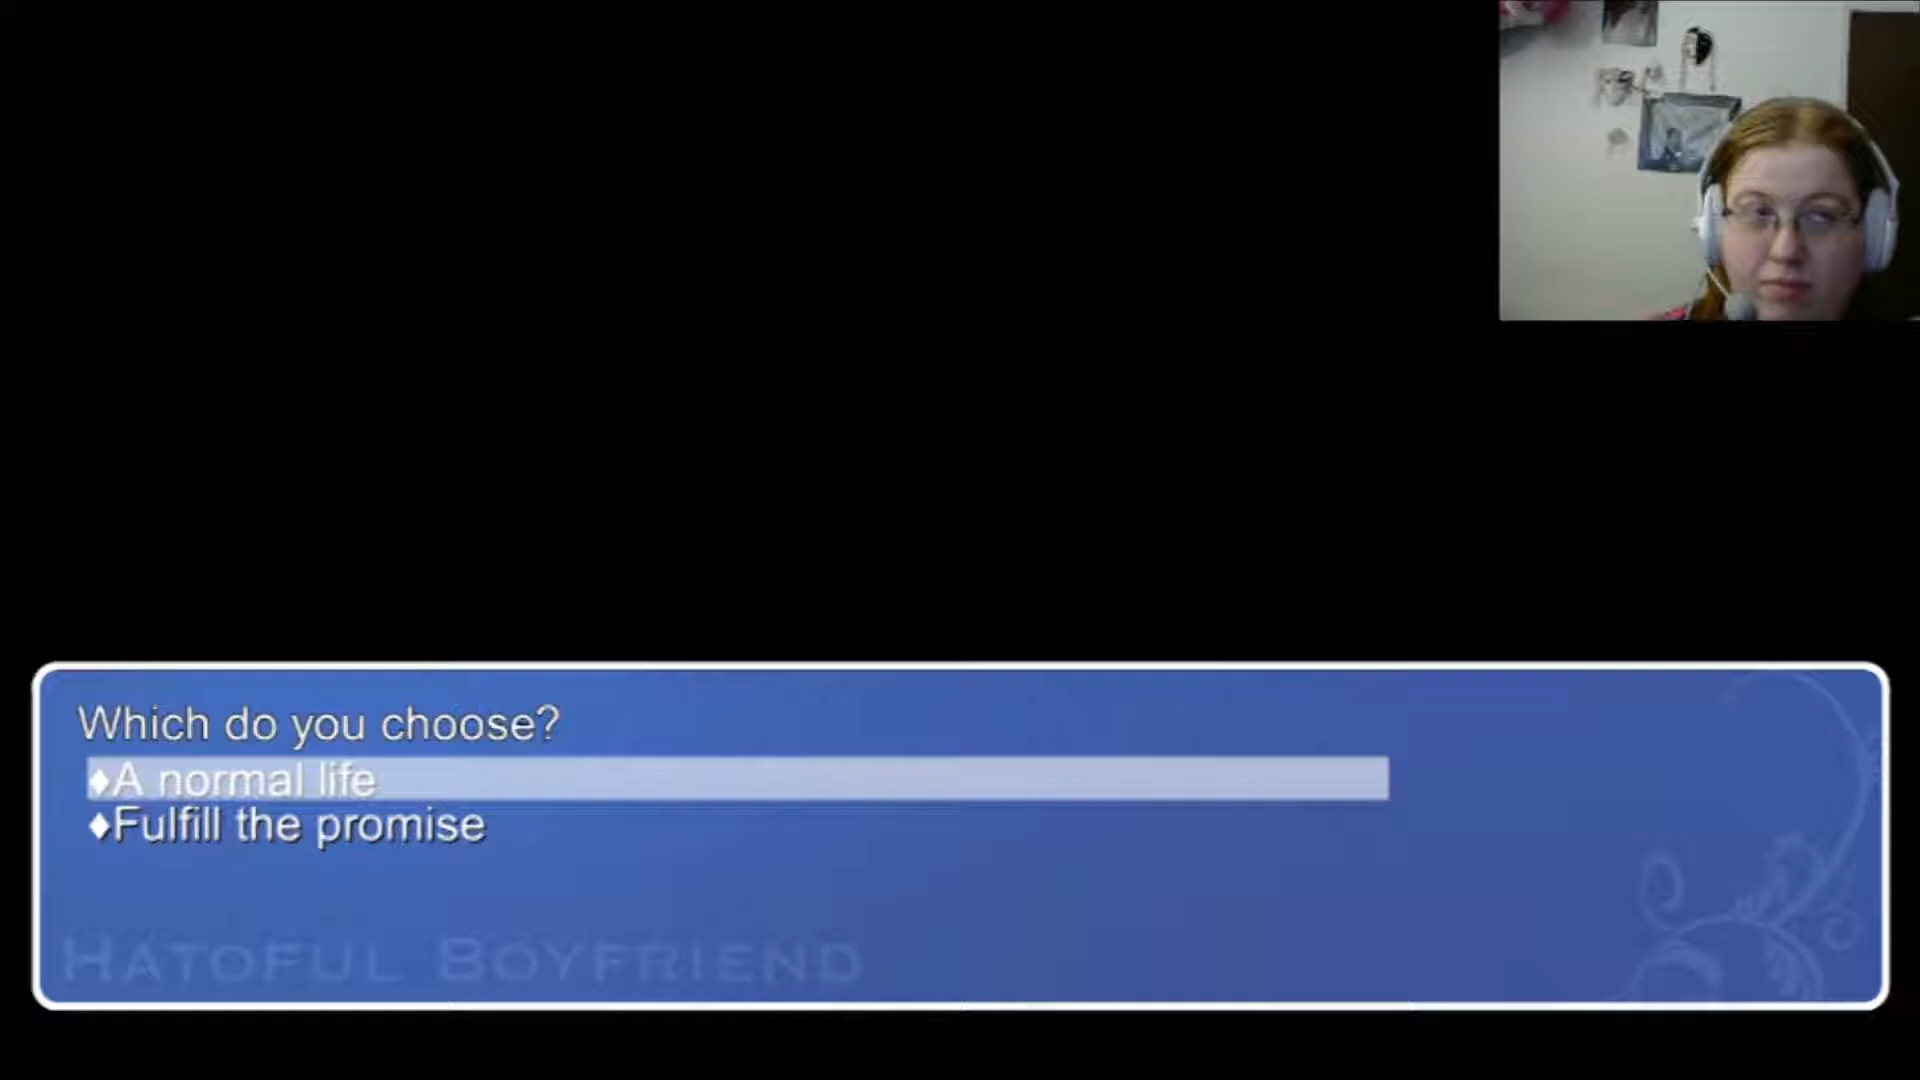 Which do you choose?
♦A normal life
♦Fulfill the promise
HATOFUL BOYFRIEND